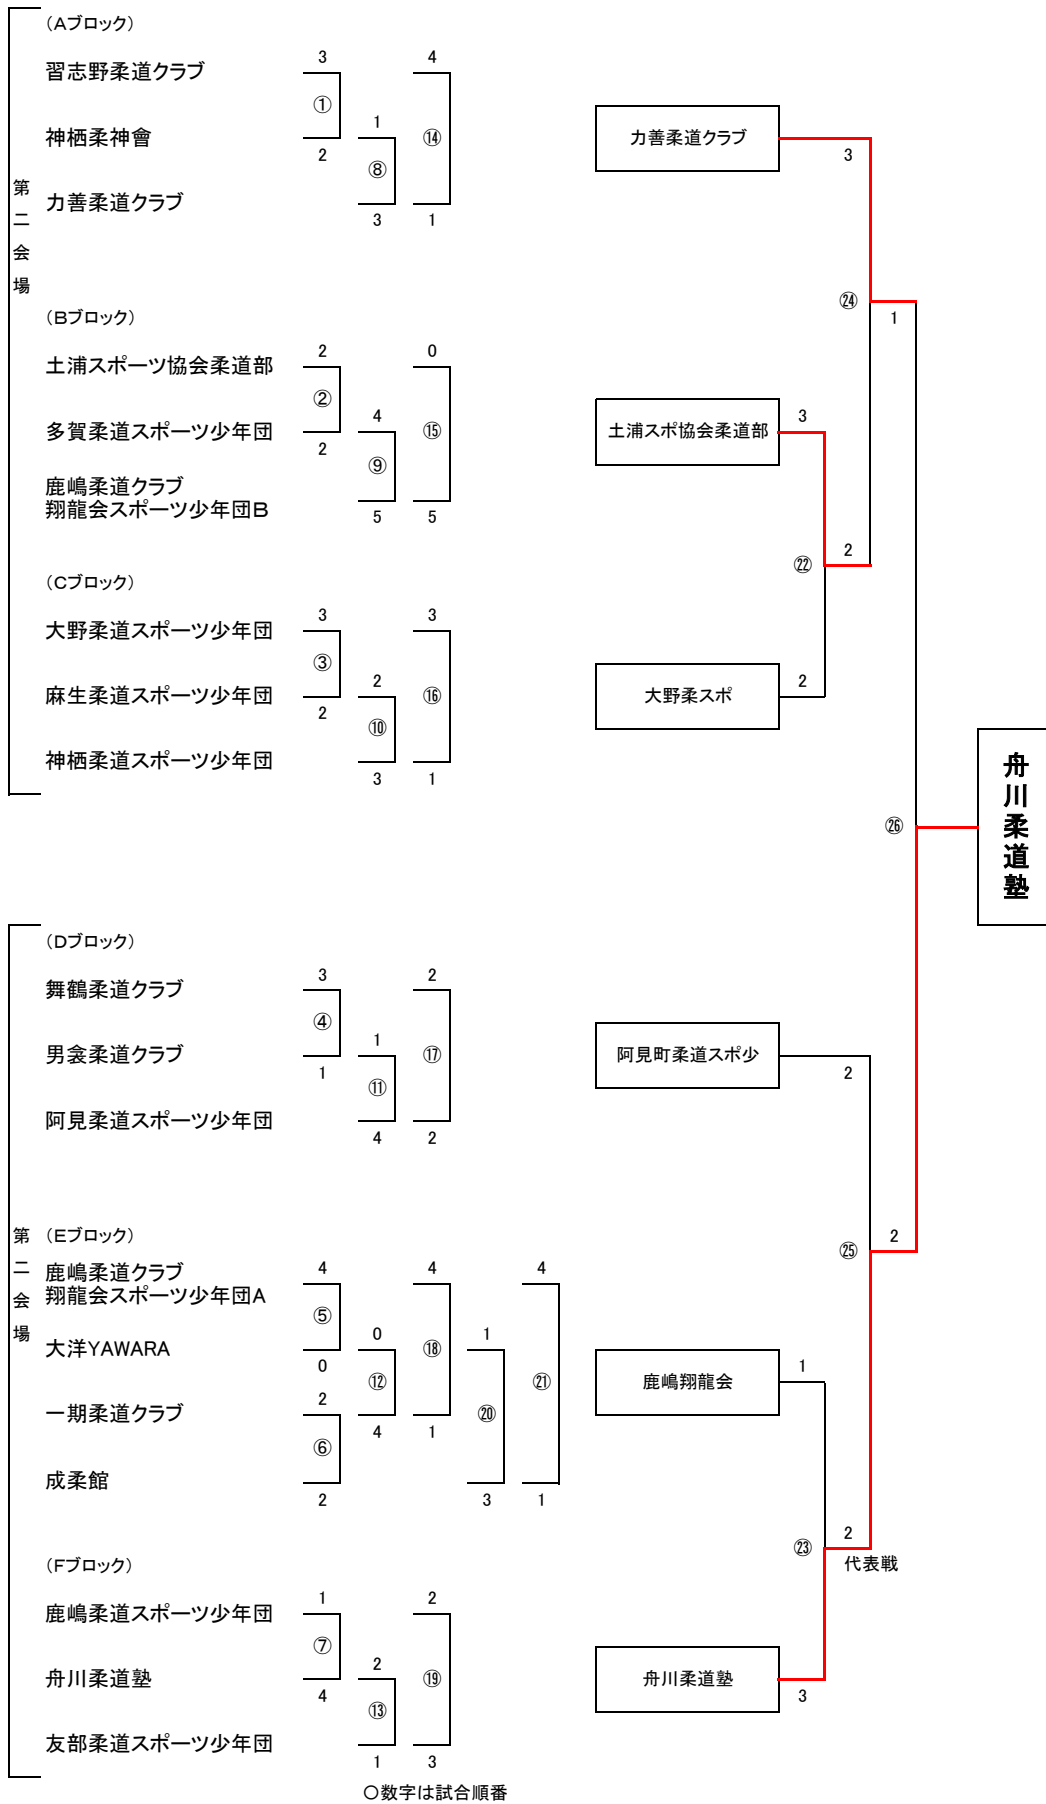 (Aブロック)
習志野柔道クラブ
3
①
神栖柔神會
2
1
⑧
力善柔道クラブ
3
4
⑭
1
第二会場
(Bブロック)
土浦スポーツ協会柔道部
2
②
多賀柔道スポーツ少年団
2
4
⑨
鹿嶋柔道クラブ
翔龍会スポーツ少年団B
5
0
⑮
5
(Cブロック)
大野柔道スポーツ少年団
3
③
麻生柔道スポーツ少年団
2
2
⑩
神栖柔道スポーツ少年団
3
3
⑯
1
力善柔道クラブ
3
㉔
1
土浦スポ協会柔道部
3
㉒
2
大野柔スポ
2
㉖
舟川柔道塾
(Dブロック)
舞鶴柔道クラブ
3
④
男衾柔道クラブ
1
1
⑪
阿見柔道スポーツ少年団
4
2
⑰
2
第二会場
(Eブロック)
鹿嶋柔道クラブ
翔龍会スポーツ少年団A
4
⑤
大洋YAWARA
0
0
⑫
一期柔道クラブ
2
4
⑥
成柔館
2
4
⑱
1
1
⑳
3
4
㉑
1
(Fブロック)
鹿嶋柔道スポーツ少年団
1
⑦
舟川柔道塾
4
2
⑬
友部柔道スポーツ少年団
1
2
⑲
3
阿見町柔道スポ少
2
㉕
2
鹿嶋翔龍会
1
㉓
2
代表戦
舟川柔道塾
3
○数字は試合順番